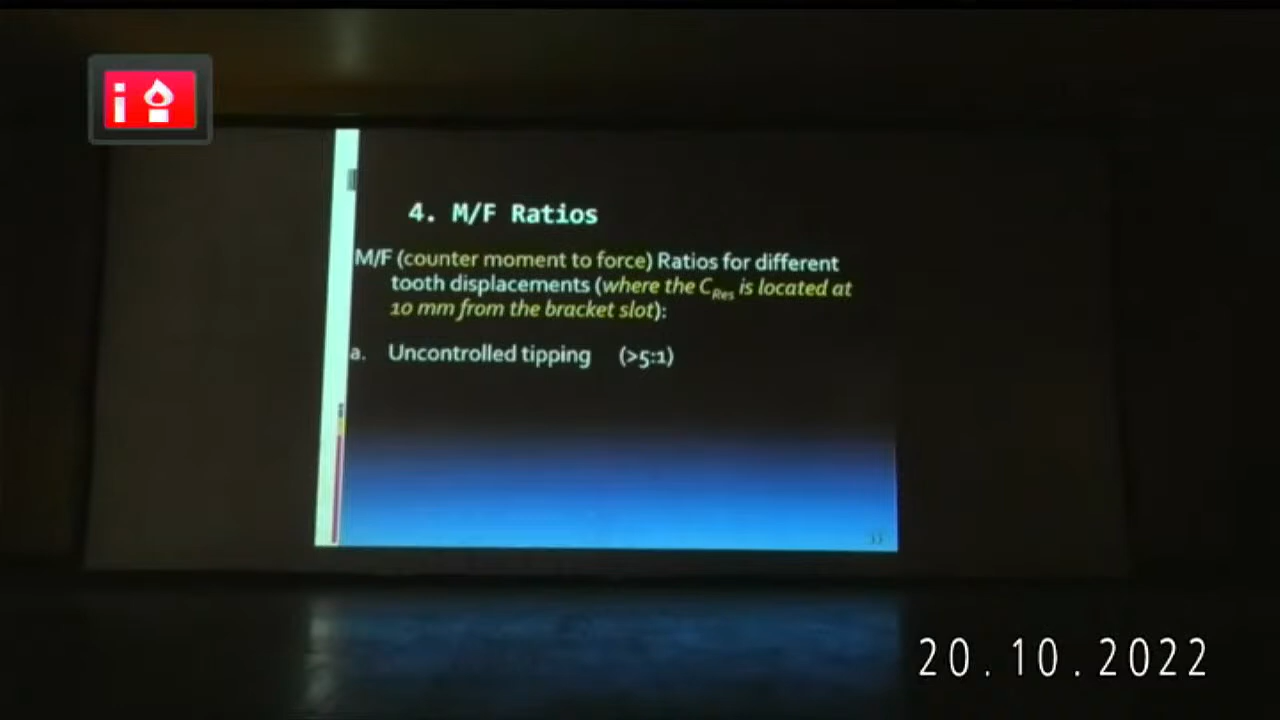 4. M/F Ratios
M/F (counter moment to force) Ratios for different
tooth displacements (where the CRes is located at
10 mm from the bracket slot):
a. Uncontrolled tipping (>5:1)
33
20.10.2022